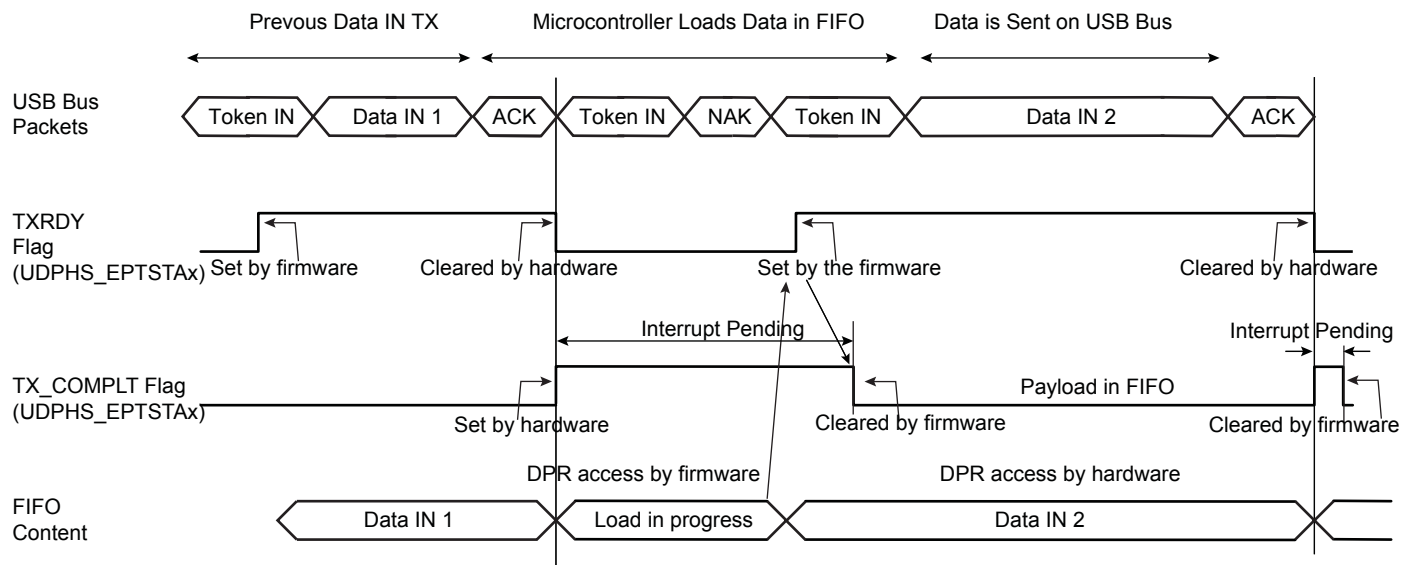 Prevous Data IN TX
Microcontroller Loads Data in FIFO
Data is Sent on USB Bus
USB Bus
Packets
Token IN
Data IN 1
ACK
Token IN
NAK
Token IN
Data IN 2
ACK
TXRDY
Flag
(UDPHS_EPTSTAx)
Set by firmware
Cleared by hardware
Set by the firmware
Cleared by hardware
Interrupt Pending
Interrupt Pending
TX_COMPLT Flag
(UDPHS_EPTSTAx)
Payload in FIFO
Set by hardware
Cleared by firmware
Cleared by firmware
DPR access by firmware
DPR access by hardware
FIFO
Content
Data IN 1
Load in progress
Data IN 2